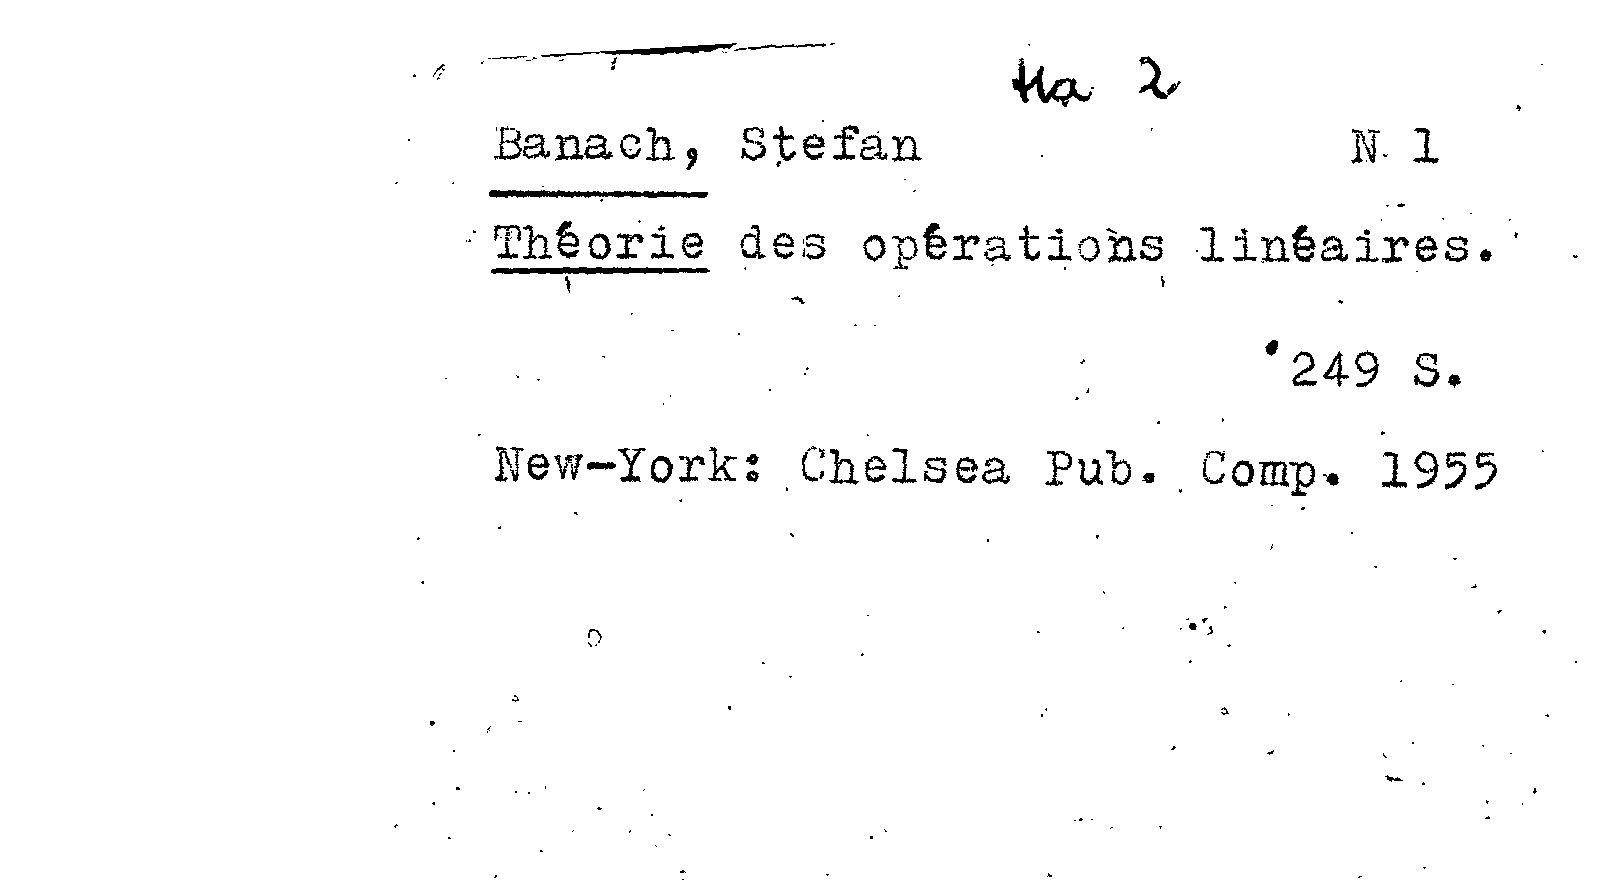 Ha 2
Banach, Stefan N 1
Théorie des opérations linéaires.
249 S.
New-York: Chelsea Pub. Comp. 1955